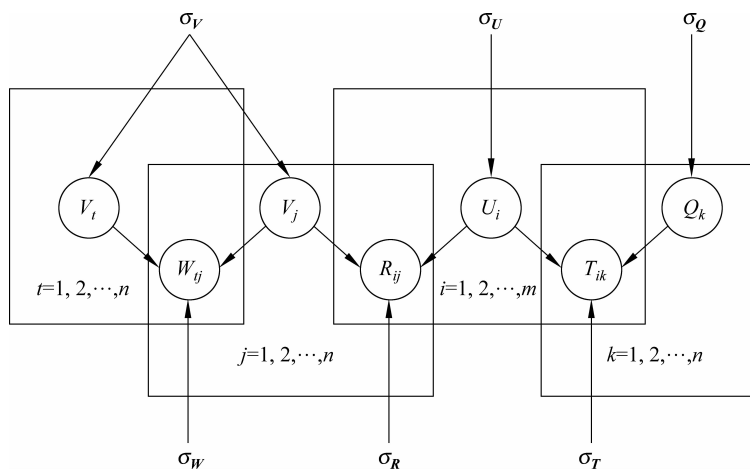 σ_V σ_U σ_Q
V_t V_j U_i Q_k
W_tj R_ij T_ik
t=1, 2,⋯,n i=1, 2,⋯,m
j=1, 2,⋯,n k=1, 2,⋯,n
σ_W σ_R σ_T